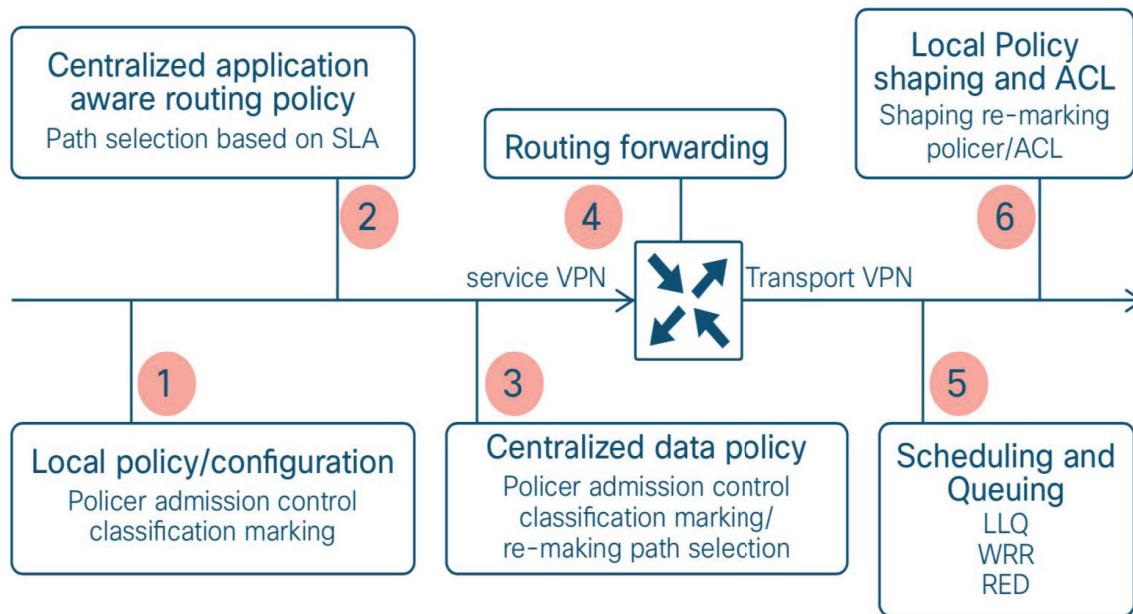 Centralized application
aware routing policy
Path selection based on SLA
2
Routing forwarding
4
Local Policy
shaping and ACL
Shaping re-marking
policer/ACL
6
service VPN
Transport VPN
1
Local policy/configuration
Policer admission control
classification marking
3
Centralized data policy
Policer admission control
classification marking/
re-making path selection
5
Scheduling and
Queuing
LLQ
WRR
RED